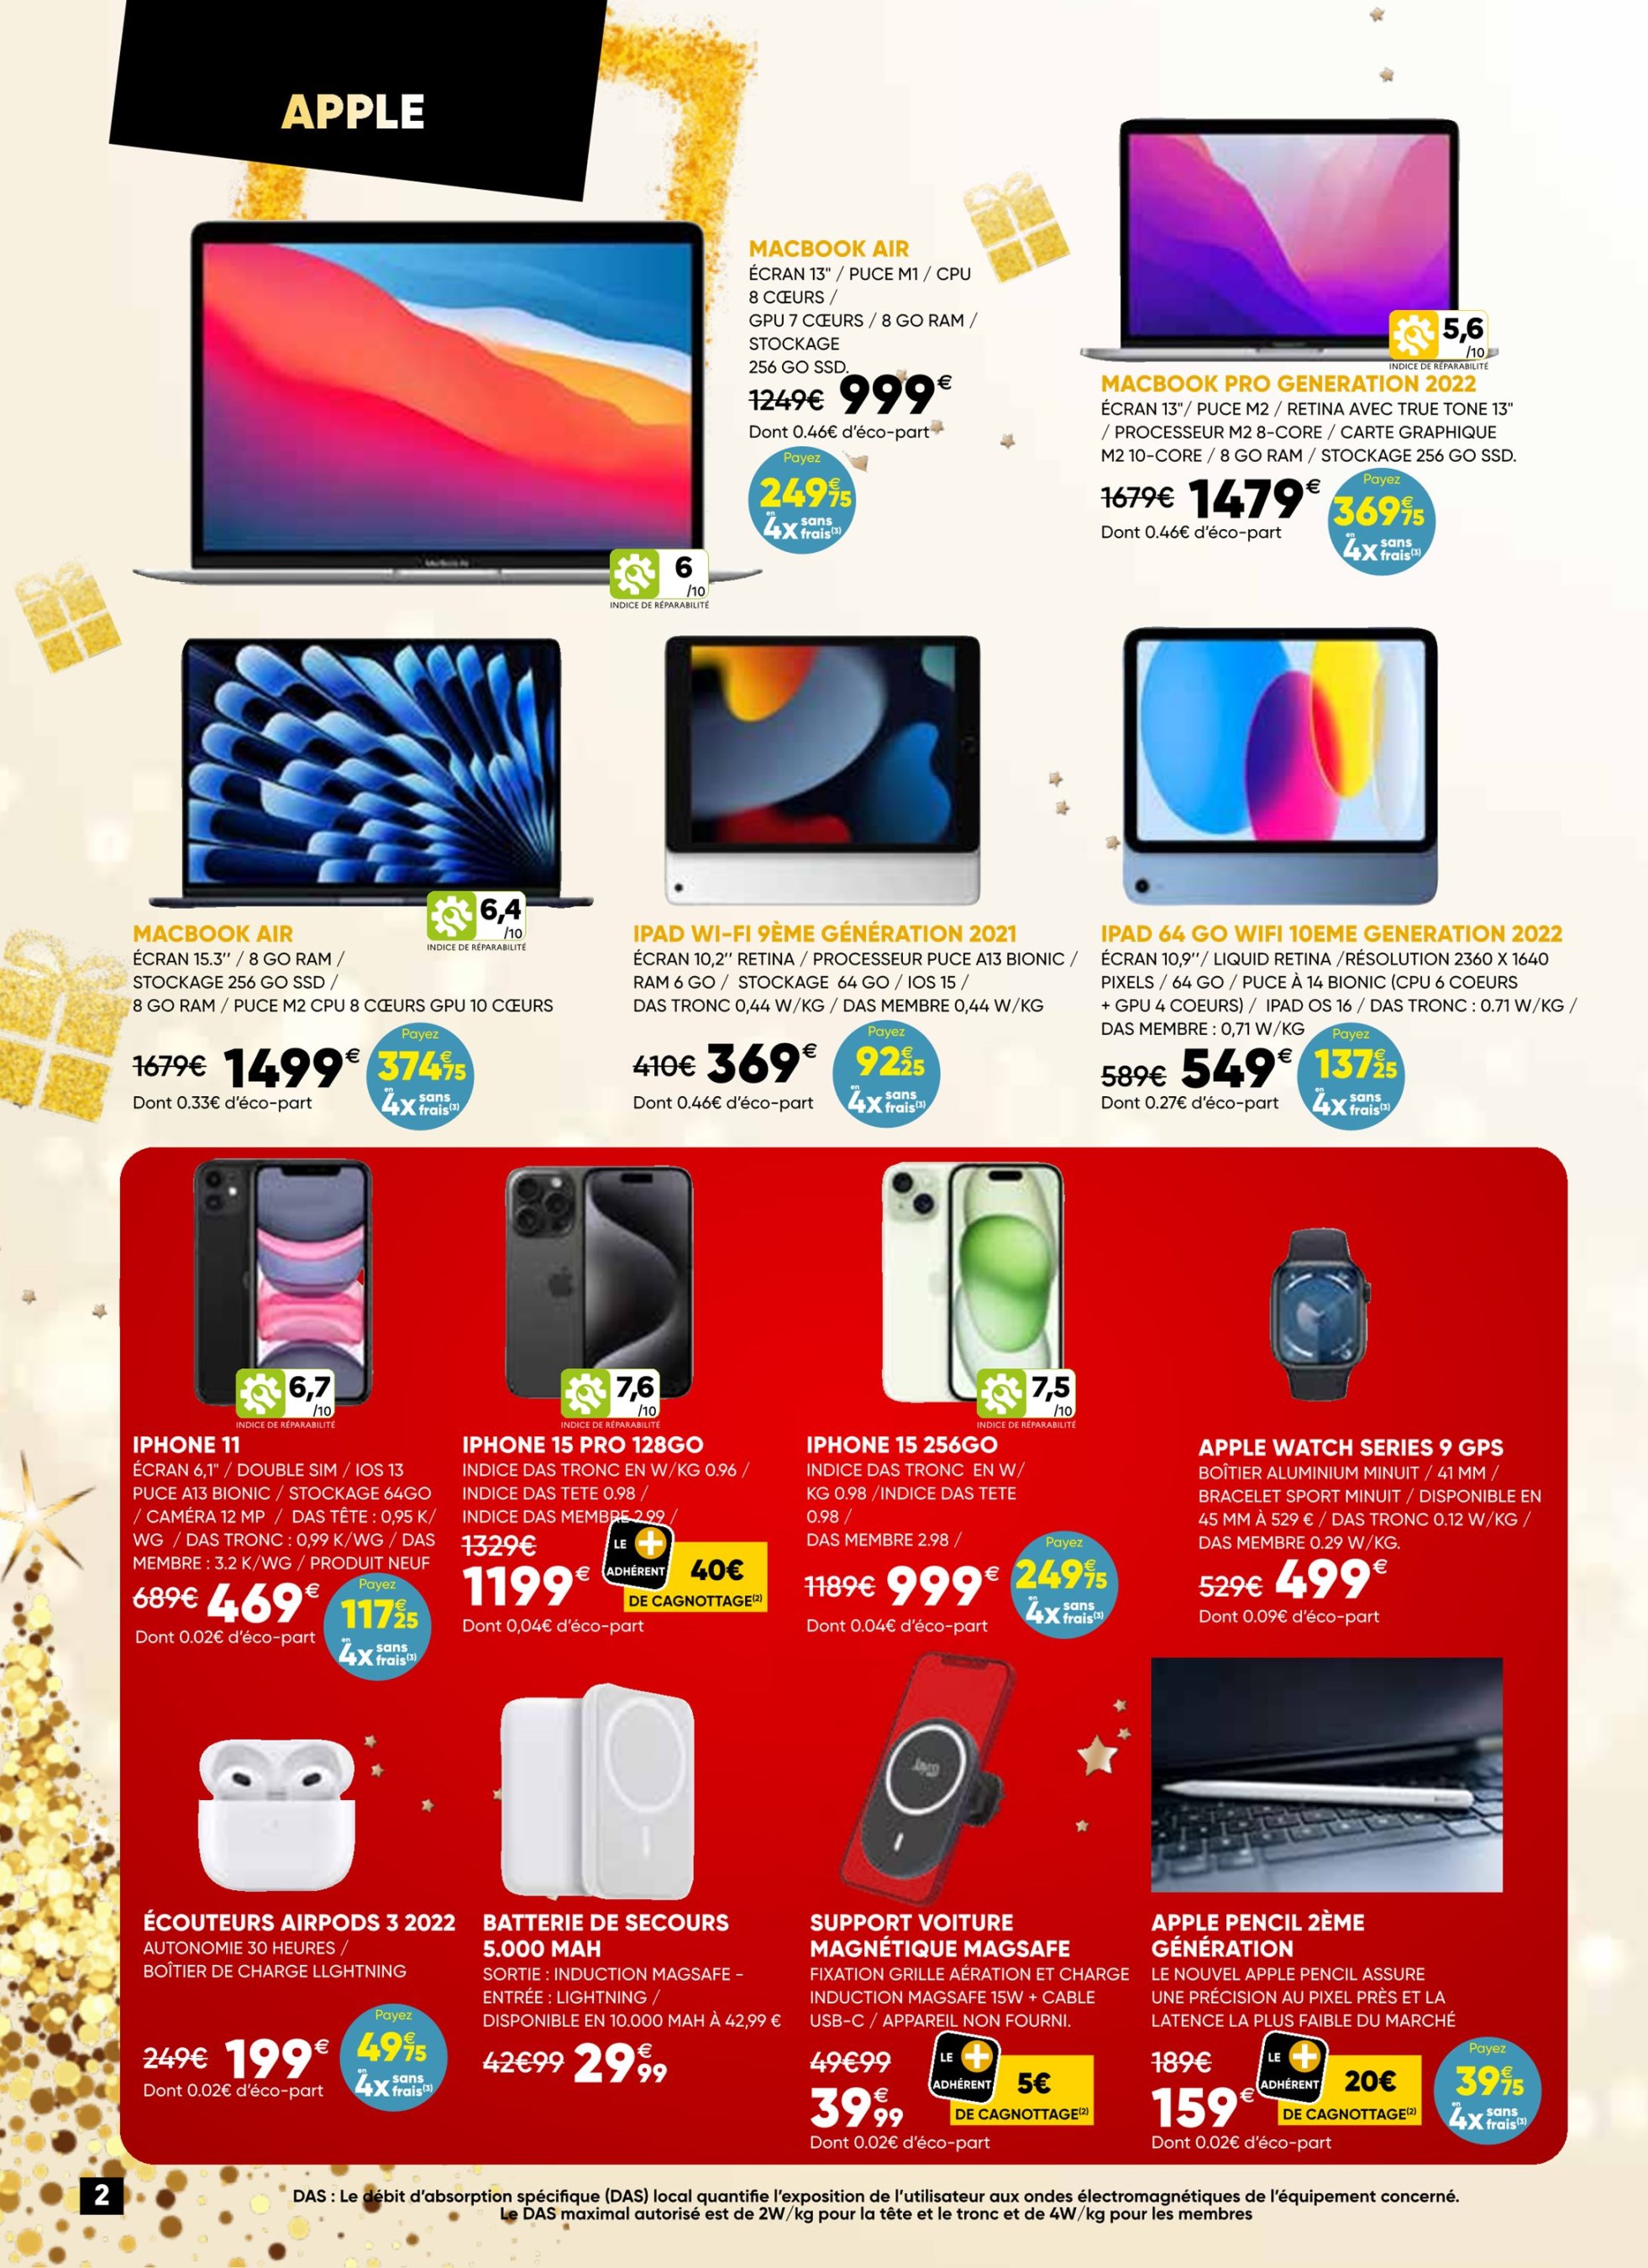 APPLE
MACBOOK AIR
ÉCRAN 13" / PUCE M1 / CPU
8 CŒURS /
GPU 7 CŒURS / 8 GO RAM /
STOCKAGE
256 GO SSD.
1249€ 999€
Dont 0.46€ d'éco-part
Payez
249€75
en 4x sans frais(3)
6
/10
INDICE DE RÉPARABILITÉ
5,6
/10
INDICE DE RÉPARABILITÉ
MACBOOK PRO GENERATION 2022
ÉCRAN 13"/ PUCE M2 / RETINA AVEC TRUE TONE 13"
/ PROCESSEUR M2 8-CORE / CARTE GRAPHIQUE
M2 10-CORE / 8 GO RAM / STOCKAGE 256 GO SSD.
1679€ 1479€
Dont 0.46€ d'éco-part
Payez
369€75
en 4x sans frais(3)
6,4
/10
INDICE DE RÉPARABILITÉ
MACBOOK AIR
ÉCRAN 15.3'' / 8 GO RAM /
STOCKAGE 256 GO SSD /
8 GO RAM / PUCE M2 CPU 8 CŒURS GPU 10 CŒURS
1679€ 1499€
Dont 0.33€ d'éco-part
Payez
374€75
en 4x sans frais(3)
IPAD WI-FI 9ÈME GÉNÉRATION 2021
ÉCRAN 10,2'' RETINA / PROCESSEUR PUCE A13 BIONIC /
RAM 6 GO / STOCKAGE 64 GO / IOS 15 /
DAS TRONC 0,44 W/KG / DAS MEMBRE 0,44 W/KG
410€ 369€
Dont 0.46€ d'éco-part
Payez
92€25
en 4x sans frais(3)
IPAD 64 GO WIFI 10EME GENERATION 2022
ÉCRAN 10,9''/ LIQUID RETINA /RÉSOLUTION 2360 X 1640
PIXELS / 64 GO / PUCE À 14 BIONIC (CPU 6 COEURS
+ GPU 4 COEURS) / IPAD OS 16 / DAS TRONC : 0.71 W/KG /
DAS MEMBRE : 0,71 W/KG
589€ 549€
Dont 0.27€ d'éco-part
Payez
137€25
en 4x sans frais(3)
6,7
/10
INDICE DE RÉPARABILITÉ
IPHONE 11
ÉCRAN 6,1" / DOUBLE SIM / IOS 13
PUCE A13 BIONIC / STOCKAGE 64GO
/ CAMÉRA 12 MP / DAS TÊTE : 0,95 K/
WG / DAS TRONC : 0,99 K/WG / DAS
MEMBRE : 3.2 K/WG / PRODUIT NEUF
689€ 469€
Dont 0.02€ d'éco-part
Payez
117€25
en 4x sans frais(3)
7,6
/10
INDICE DE RÉPARABILITÉ
IPHONE 15 PRO 128GO
INDICE DAS TRONC EN W/KG 0.96 /
INDICE DAS TETE 0.98 /
INDICE DAS MEMBRE 2.99 /
1329€
1199€
Dont 0,04€ d'éco-part
LE +
ADHÉRENT
40€
DE CAGNOTTAGE(2)
7,5
/10
INDICE DE RÉPARABILITÉ
IPHONE 15 256GO
INDICE DAS TRONC EN W/
KG 0.98 /INDICE DAS TETE
0.98 /
DAS MEMBRE 2.98 /
1189€ 999€
Dont 0.04€ d'éco-part
Payez
249€75
en 4x sans frais(3)
APPLE WATCH SERIES 9 GPS
BOÎTIER ALUMINIUM MINUIT / 41 MM /
BRACELET SPORT MINUIT / DISPONIBLE EN
45 MM À 529 € / DAS TRONC 0.12 W/KG /
DAS MEMBRE 0.29 W/KG.
529€ 499€
Dont 0.09€ d'éco-part
ÉCOUTEURS AIRPODS 3 2022
AUTONOMIE 30 HEURES /
BOÎTIER DE CHARGE LLGHTNING
249€ 199€
Dont 0.02€ d'éco-part
Payez
49€75
en 4x sans frais(3)
BATTERIE DE SECOURS
5.000 MAH
SORTIE : INDUCTION MAGSAFE -
ENTRÉE : LIGHTNING /
DISPONIBLE EN 10.000 MAH À 42,99 €
42€99 29€99
SUPPORT VOITURE
MAGNÉTIQUE MAGSAFE
FIXATION GRILLE AÉRATION ET CHARGE
INDUCTION MAGSAFE 15W + CABLE
USB-C / APPAREIL NON FOURNI.
49€99
39€99
Dont 0.02€ d'éco-part
LE +
ADHÉRENT
5€
DE CAGNOTTAGE(2)
APPLE PENCIL 2ÈME
GÉNÉRATION
LE NOUVEL APPLE PENCIL ASSURE
UNE PRÉCISION AU PIXEL PRÈS ET LA
LATENCE LA PLUS FAIBLE DU MARCHÉ
189€
159€
Dont 0.02€ d'éco-part
LE +
ADHÉRENT
20€
DE CAGNOTTAGE(2)
Payez
39€75
en 4x sans frais(3)
2
DAS : Le débit d'absorption spécifique (DAS) local quantifie l'exposition de l'utilisateur aux ondes électromagnétiques de l'équipement concerné.
Le DAS maximal autorisé est de 2W/kg pour la tête et le tronc et de 4W/kg pour les membres